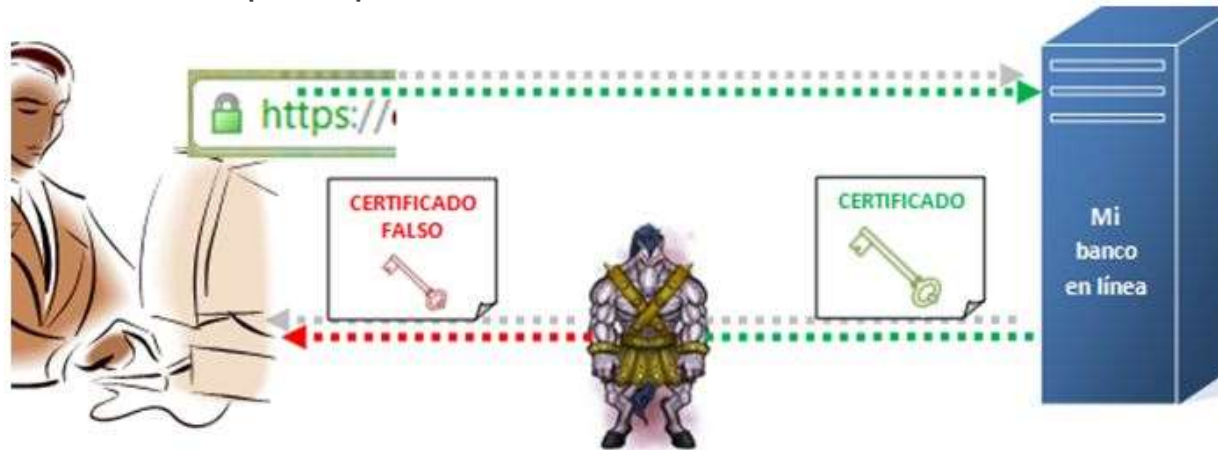 https://
CERTIFICADO
FALSO
CERTIFICADO
Mi
banco
en línea